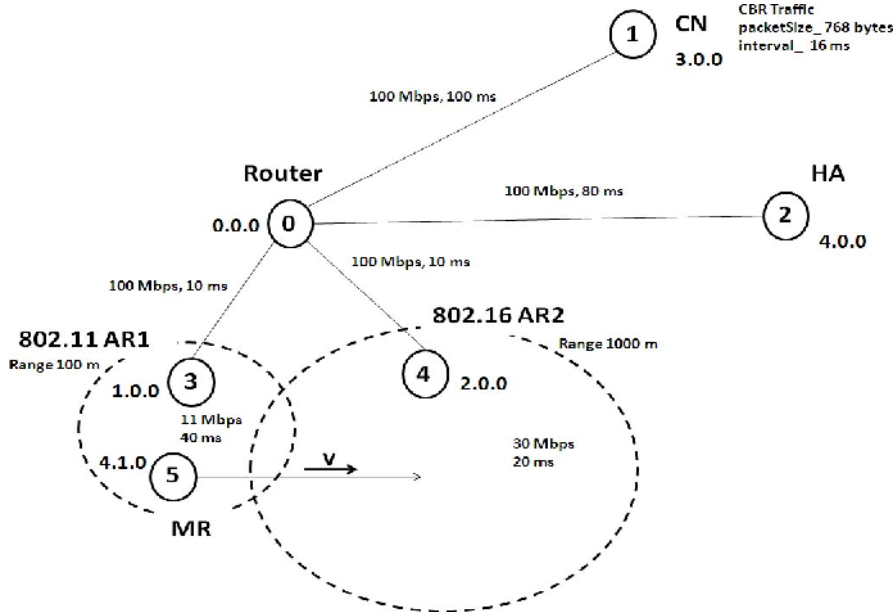 CBR Traffic
packetSize_ 768 bytes
interval_ 16 ms
1
CN
3.0.0
100 Mbps, 100 ms
Router
HA
100 Mbps, 80 ms
0.0.0
0
2
4.0.0
100 Mbps, 10 ms
100 Mbps, 10 ms
802.11 AR1
Range 100 m
802.16 AR2
Range 1000 m
3
1.0.0
4
2.0.0
11 Mbps
40 ms
30 Mbps
20 ms
4.1.0
5
V
MR